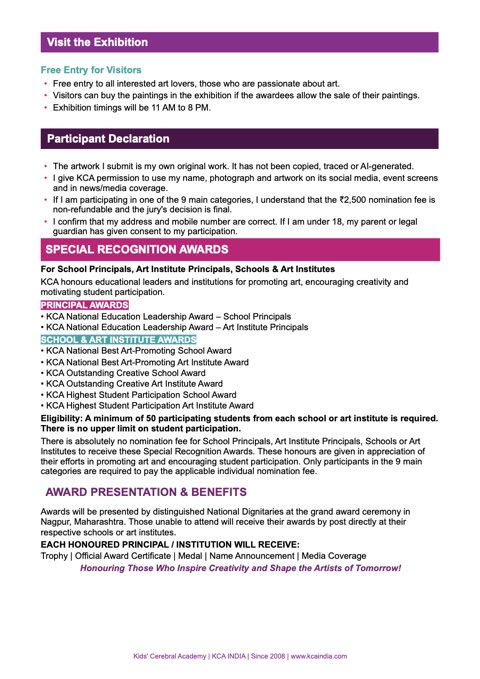 Visit the Exhibition
Free Entry for Visitors
• Free entry to all interested art lovers, those who are passionate about art.
• Visitors can buy the paintings in the exhibition if the awardees allow the sale of their paintings.
• Exhibition timings will be 11 AM to 8 PM.
Participant Declaration
• The artwork I submit is my own original work. It has not been copied, traced or AI-generated.
• I give KCA permission to use my name, photograph and artwork on its social media, event screens
and in news/media coverage.
• If I am participating in one of the 9 main categories, I understand that the ₹2,500 nomination fee is
non-refundable and the jury's decision is final.
• I confirm that my address and mobile number are correct. If I am under 18, my parent or legal
guardian has given consent to my participation.
SPECIAL RECOGNITION AWARDS
For School Principals, Art Institute Principals, Schools & Art Institutes
KCA honours educational leaders and institutions for promoting art, encouraging creativity and
motivating student participation.
PRINCIPAL AWARDS
• KCA National Education Leadership Award – School Principals
• KCA National Education Leadership Award – Art Institute Principals
SCHOOL & ART INSTITUTE AWARDS
• KCA National Best Art-Promoting School Award
• KCA National Best Art-Promoting Art Institute Award
• KCA Outstanding Creative School Award
• KCA Outstanding Creative Art Institute Award
• KCA Highest Student Participation School Award
• KCA Highest Student Participation Art Institute Award
Eligibility: A minimum of 50 participating students from each school or art institute is required.
There is no upper limit on student participation.
There is absolutely no nomination fee for School Principals, Art Institute Principals, Schools or Art
Institutes to receive these Special Recognition Awards. These honours are given in appreciation of
their efforts in promoting art and encouraging student participation. Only participants in the 9 main
categories are required to pay the applicable individual nomination fee.
AWARD PRESENTATION & BENEFITS
Awards will be presented by distinguished National Dignitaries at the grand award ceremony in
Nagpur, Maharashtra. Those unable to attend will receive their awards by post directly at their
respective schools or art institutes.
EACH HONOURED PRINCIPAL / INSTITUTION WILL RECEIVE:
Trophy | Official Award Certificate | Medal | Name Announcement | Media Coverage
Honouring Those Who Inspire Creativity and Shape the Artists of Tomorrow!
Kids' Cerebral Academy | KCA INDIA | Since 2008 | www.kcaindia.com